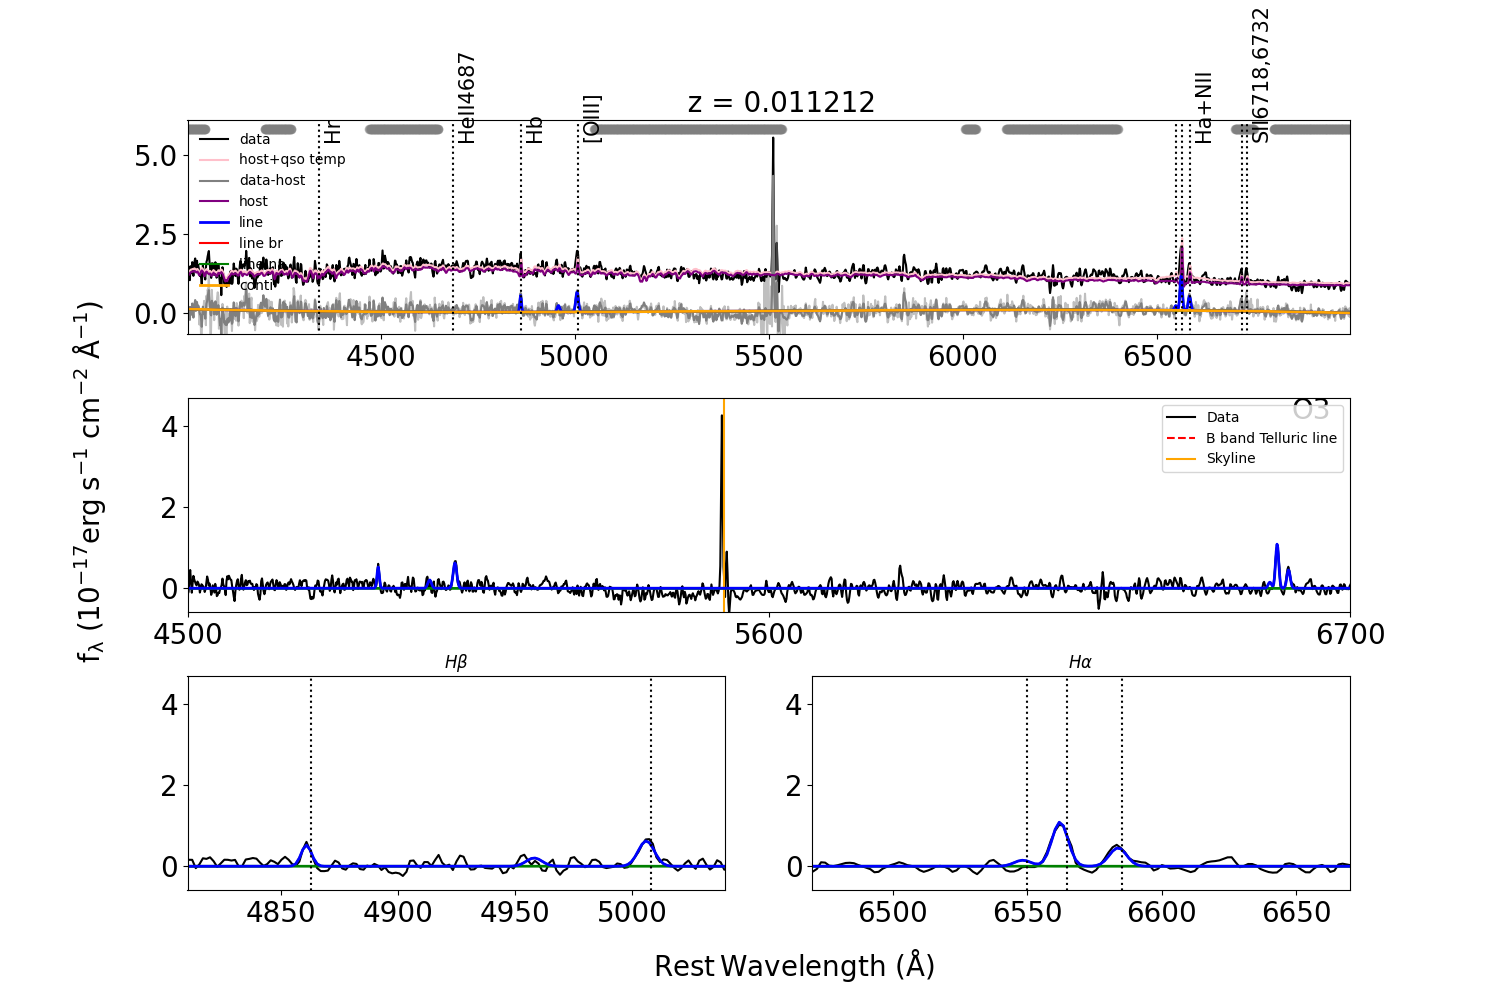 z = 0.011212
Hr
HeII4687
Hb
[OIII]
Ha+NII
SII6718,6732
data
host+qso temp
data-host
host
line
line br
conti
5.0
2.5
0.0
4500 5000 5500 6000 6500
O3
Data
B band Telluric line
Skyline
4
2
0
4500 5600 6700
fλ (10−17erg s−1 cm−2 Å−1)
Hβ
4
2
0
4850 4900 4950 5000
Hα
4
2
0
6500 6550 6600 6650
Rest Wavelength (Å)